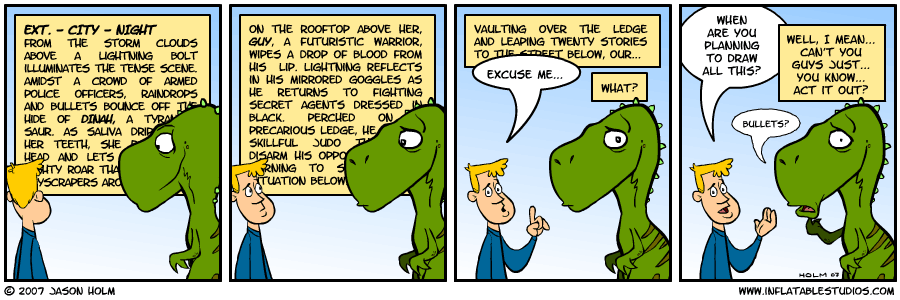 EXT. - CITY - NIGHT
FROM THE STORM CLOUDS
ABOVE A LIGHTNING BOLT
ILLUMINATES THE TENSE SCENE.
AMIDST A CROWD OF ARMED
POLICE OFFICERS, RAINDROPS
AND BULLETS BOUNCE OFF THE
HIDE OF DINAH, A TYRAN
SAUR. AS SALIVA DRIP
HER TEETH, SHE
HEAD AND LETS
GHTY ROAR THA
YSCRAPERS ARO
ON THE ROOFTOP ABOVE HER,
GUY, A FUTURISTIC WARRIOR,
WIPES A DROP OF BLOOD FROM
HIS LIP. LIGHTNING REFLECTS
IN HIS MIRRORED GOGGLES AS
HE RETURNS TO FIGHTING
SECRET AGENTS DRESSED IN
BLACK. PERCHED ON
PRECARIOUS LEDGE, HE
SKILLFUL JUDO
DISARM HIS OPPO
URNING TO S
ITUATION BELOW
VAULTING OVER THE LEDGE
AND LEAPING TWENTY STORIES
TO THE STREET BELOW, OUR...
EXCUSE ME...
WHAT?
WHEN
ARE YOU
PLANNING
TO DRAW
ALL THIS?
WELL, I MEAN...
CAN'T YOU
GUYS JUST...
YOU KNOW...
ACT IT OUT?
BULLETS?
HOLM 07
© 2007 JASON HOLM
WWW.INFLATABLESTUDIOS.COM